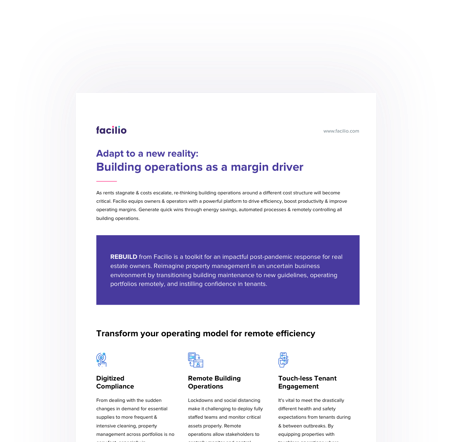 facilio
www.facilio.com
Adapt to a new reality:
Building operations as a margin driver
As rents stagnate & costs escalate, re-thinking building operations around a different cost structure will become
critical. Facilio equips owners & operators with a powerful platform to drive efficiency, boost productivity & improve
operating margins. Generate quick wins through energy savings, automated processes & remotely controlling all
building operations.
REBUILD from Facilio is a toolkit for an impactful post-pandemic response for real
estate owners. Reimagine property management in an uncertain business
environment by transitioning building maintenance to new guidelines, operating
portfolios remotely, and instilling confidence in tenants.
Transform your operating model for remote efficiency
Digitized
Compliance
From dealing with the sudden
changes in demand for essential
supplies to more frequent &
intensive cleaning, property
management across portfolios is no
Remote Building
Operations
Lockdowns and social distancing
make it challenging to deploy fully
staffed teams and monitor critical
assets properly. Remote
operations allow stakeholders to
Touch-less Tenant
Engagement
It's vital to meet the drastically
different health and safety
expectations from tenants during
& between outbreaks. By
equipping properties with